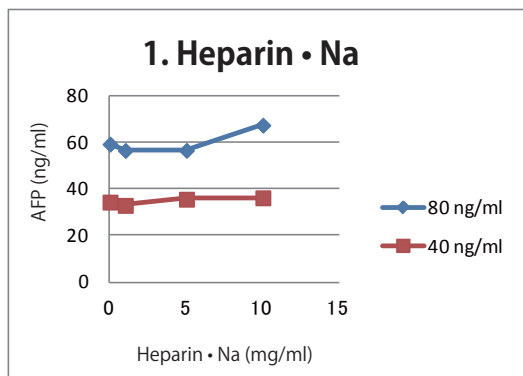 1. Heparin • Na
80
60
40
20
0
AFP (ng/ml)
0 5 10 15
Heparin • Na (mg/ml)
80 ng/ml
40 ng/ml